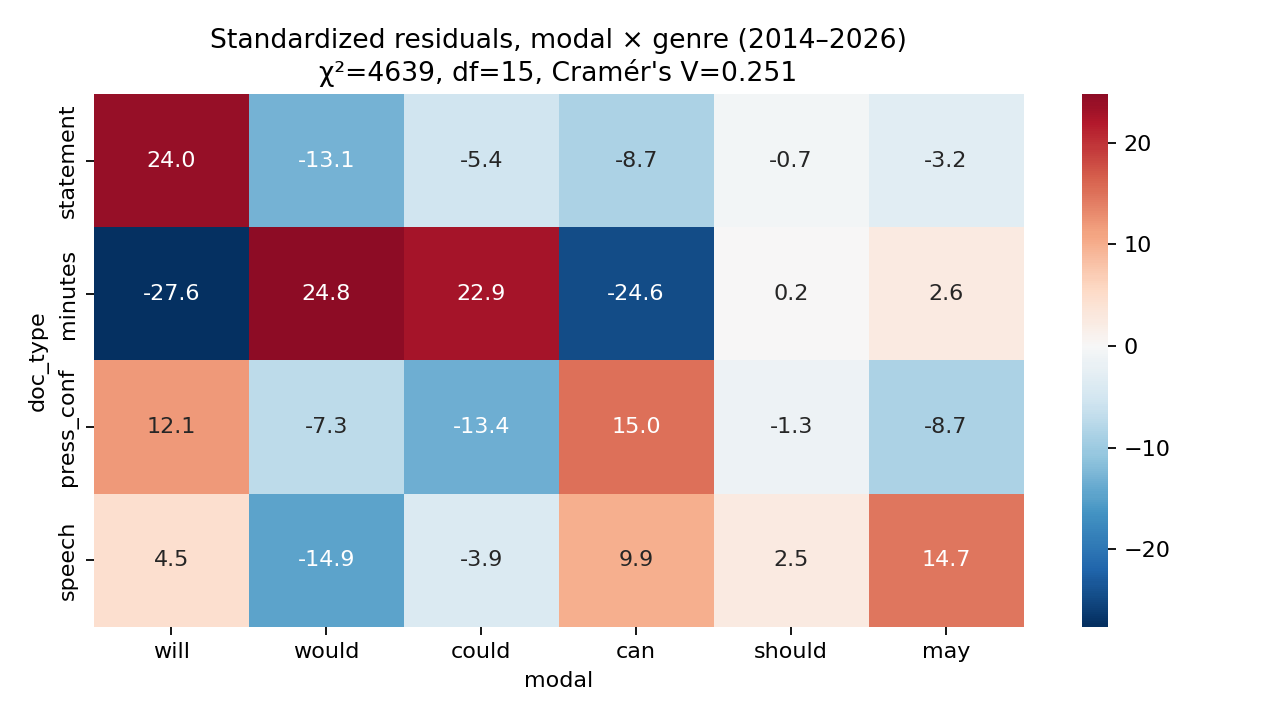 Standardized residuals, modal × genre (2014–2026)
χ²=4639, df=15, Cramér's V=0.251
doc_type
statement 24.0 -13.1 -5.4 -8.7 -0.7 -3.2
minutes -27.6 24.8 22.9 -24.6 0.2 2.6
press_conf 12.1 -7.3 -13.4 15.0 -1.3 -8.7
speech 4.5 -14.9 -3.9 9.9 2.5 14.7
will would could can should may
modal
20
10
0
−10
−20